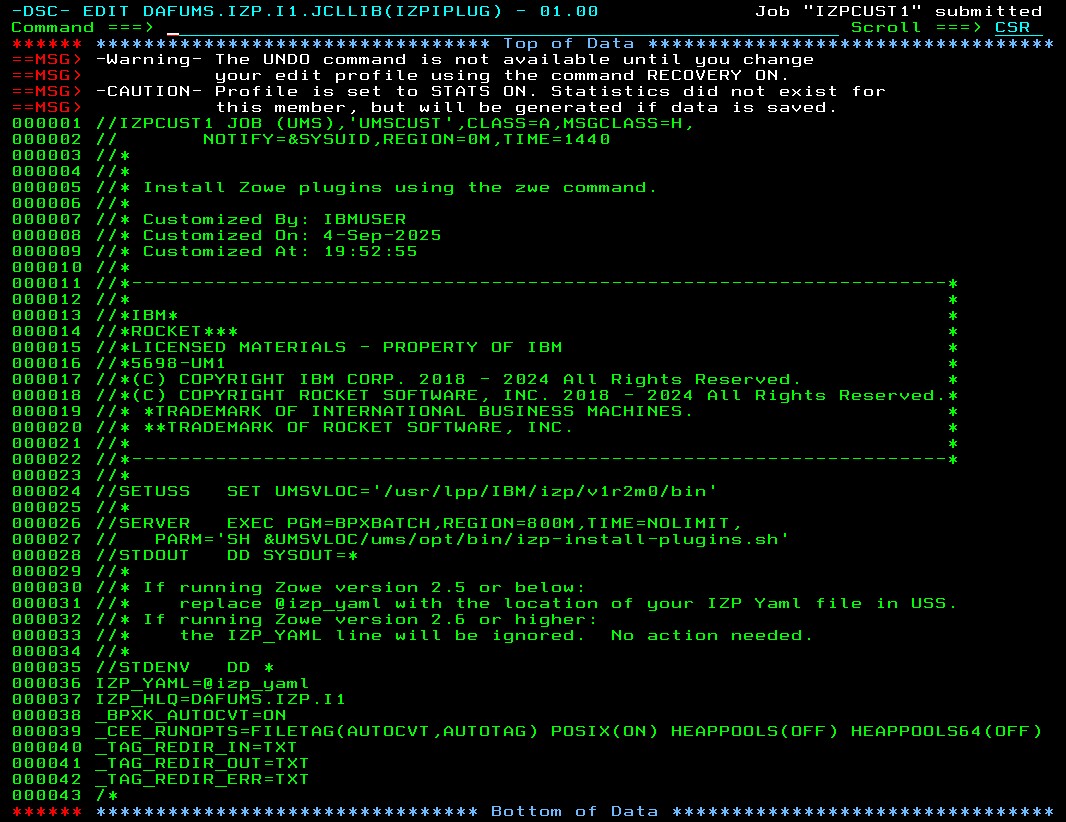 -DSC- EDIT DAFUMS.IZP.I1.JCLLIB(IZPIPLUG) - 01.00 Job "IZPCUST1" submitted
Command ===> _ Scroll ===> CSR
****** ********************************* Top of Data **********************************
==MSG> -Warning- The UNDO command is not available until you change
==MSG> your edit profile using the command RECOVERY ON.
==MSG> -CAUTION- Profile is set to STATS ON. Statistics did not exist for
==MSG> this member, but will be generated if data is saved.
000001 //IZPCUST1 JOB (UMS),'UMSCUST',CLASS=A,MSGCLASS=H,
000002 //       NOTIFY=&SYSUID,REGION=0M,TIME=1440
000003 //*
000004 //*
000005 //* Install Zowe plugins using the zwe command.
000006 //*
000007 //* Customized By: IBMUSER
000008 //* Customized On: 4-Sep-2025
000009 //* Customized At: 19:52:55
000010 //*
000011 //*--------------------------------------------------------------------*
000012 //*                                                                    *
000013 //*IBM*                                                                *
000014 //*ROCKET***                                                           *
000015 //*LICENSED MATERIALS - PROPERTY OF IBM                                *
000016 //*5698-UM1                                                            *
000017 //*(C) COPYRIGHT IBM CORP. 2018 - 2024 All Rights Reserved.            *
000018 //*(C) COPYRIGHT ROCKET SOFTWARE, INC. 2018 - 2024 All Rights Reserved.*
000019 //* *TRADEMARK OF INTERNATIONAL BUSINESS MACHINES.                     *
000020 //* **TRADEMARK OF ROCKET SOFTWARE, INC.                               *
000021 //*                                                                    *
000022 //*--------------------------------------------------------------------*
000023 //*
000024 //SETUSS   SET UMSVLOC='/usr/lpp/IBM/izp/v1r2m0/bin'
000025 //*
000026 //SERVER   EXEC PGM=BPXBATCH,REGION=800M,TIME=NOLIMIT,
000027 //   PARM='SH &UMSVLOC/ums/opt/bin/izp-install-plugins.sh'
000028 //STDOUT   DD SYSOUT=*
000029 //*
000030 //* If running Zowe version 2.5 or below:
000031 //*    replace @izp_yaml with the location of your IZP Yaml file in USS.
000032 //* If running Zowe version 2.6 or higher:
000033 //*    the IZP_YAML line will be ignored.  No action needed.
000034 //*
000035 //STDENV   DD *
000036 IZP_YAML=@izp_yaml
000037 IZP_HLQ=DAFUMS.IZP.I1
000038 _BPXK_AUTOCVT=ON
000039 _CEE_RUNOPTS=FILETAG(AUTOCVT,AUTOTAG) POSIX(ON) HEAPPOOLS(OFF) HEAPPOOLS64(OFF)
000040 _TAG_REDIR_IN=TXT
000041 _TAG_REDIR_OUT=TXT
000042 _TAG_REDIR_ERR=TXT
000043 /*
****** ******************************** Bottom of Data ********************************